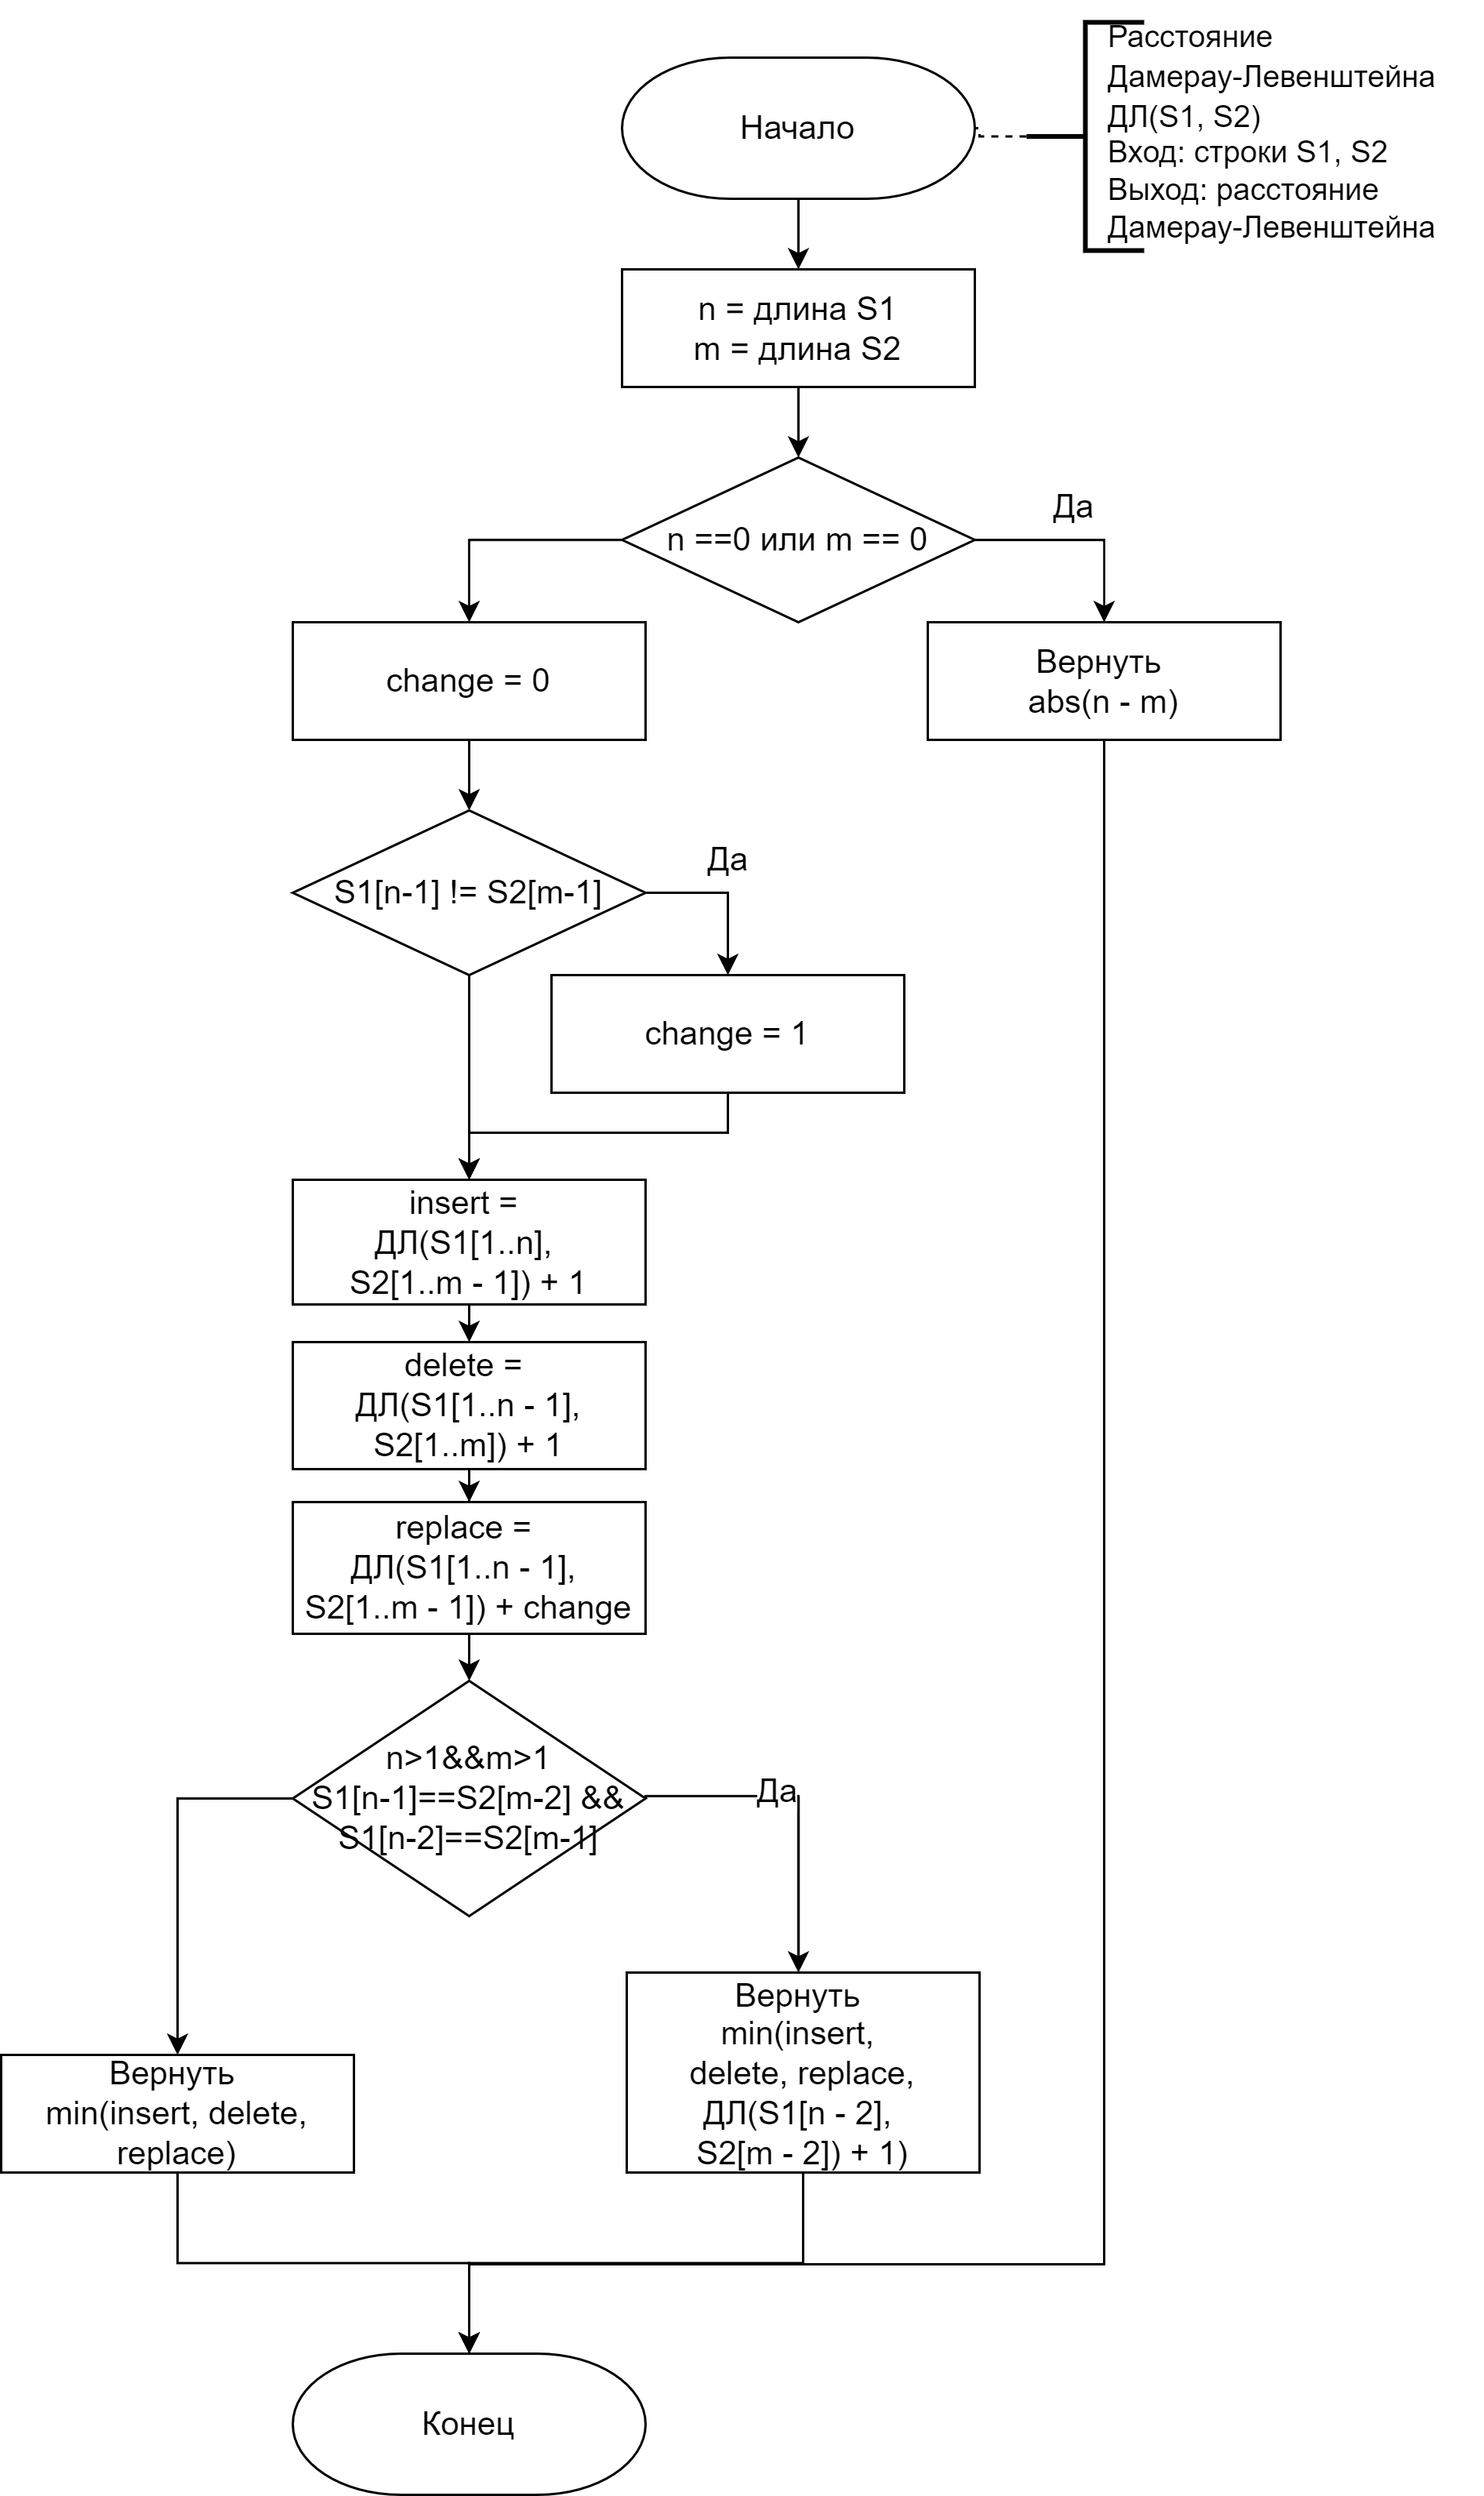 Расстояние
Дамерау-Левенштейна
ДЛ(S1, S2)
Вход: строки S1, S2
Выход: расстояние
Дамерау-Левенштейна
Начало
n = длина S1
m = длина S2
n ==0 или m == 0
Да
change = 0
Вернуть
abs(n - m)
S1[n-1] != S2[m-1]
Да
change = 1
insert =
ДЛ(S1[1..n],
S2[1..m - 1]) + 1
delete =
ДЛ(S1[1..n - 1],
S2[1..m]) + 1
replace =
ДЛ(S1[1..n - 1],
S2[1..m - 1]) + change
n>1&&m>1
S1[n-1]==S2[m-2] &&
S1[n-2]==S2[m-1]
Да
Вернуть
min(insert, delete,
replace)
Вернуть
min(insert,
delete, replace,
ДЛ(S1[n - 2],
S2[m - 2]) + 1)
Конец